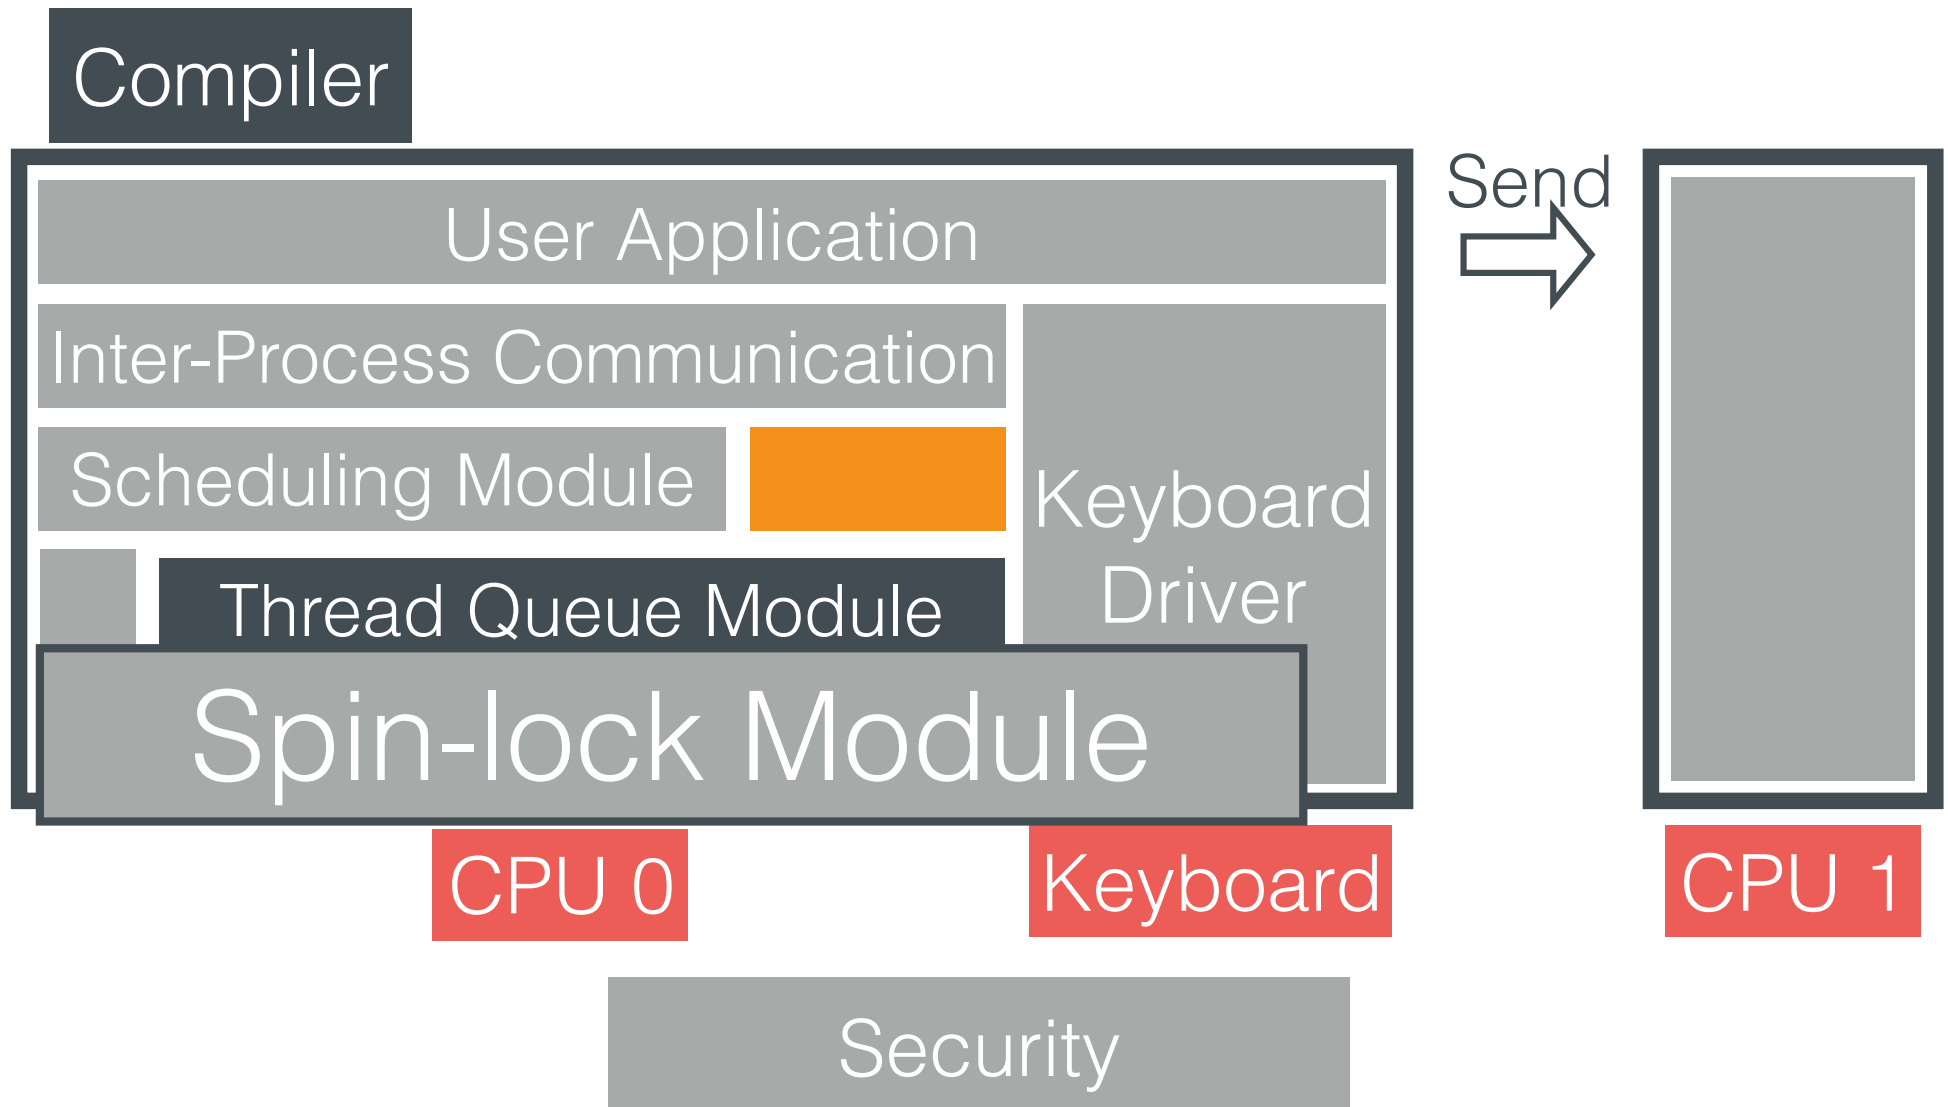 Compiler
Send
User Application
Inter-Process Communication
Scheduling Module
Keyboard
Driver
Thread Queue Module
Spin-lock Module
CPU 0
Keyboard
CPU 1
Security